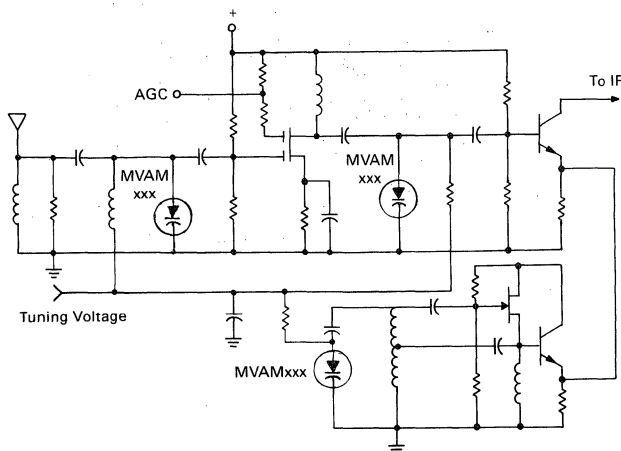 +
To IF
AGC
MVAM
xxx
MVAM
xxx
Tuning Voltage
MVAMxxx